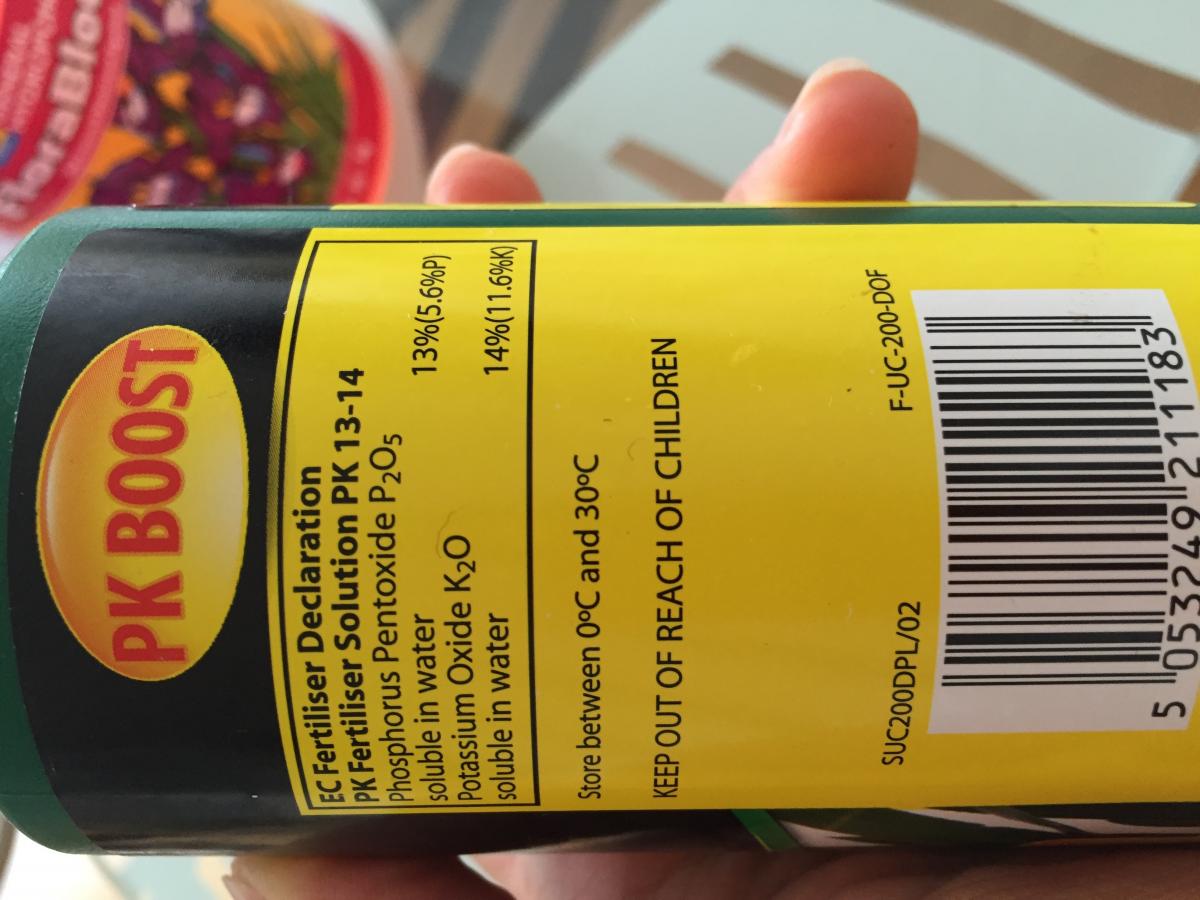 FloraBloo
PK BOOST
EC Fertiliser Declaration
PK Fertiliser Solution PK 13-14
Phosphorus Pentoxide P₂O₅
soluble in water 13%(5.6%P)
Potassium Oxide K₂O
soluble in water 14%(11.6%K)
Store between 0ºC and 30ºC
KEEP OUT OF REACH OF CHILDREN
SUC200DPL/02 F-UC-200-DOF
5 053249 211183